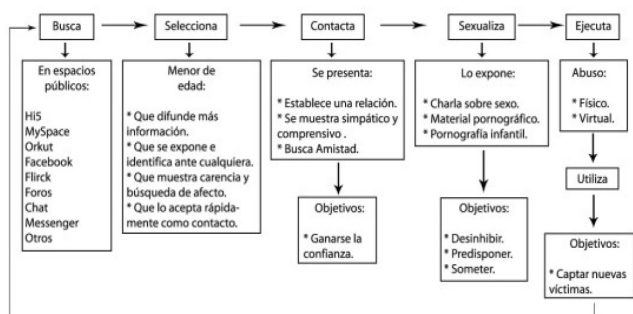 Busca
Selecciona
Contacta
Sexualiza
Ejecuta
En espacios
públicos:
Hi5
MySpace
Orkut
Facebook
Flirck
Foros
Chat
Messenger
Otros
Menor de
edad:
* Que difunde más
información.
* Que se expone e
identifica ante cualquiera.
* Que muestra carencia y
búsqueda de afecto.
* Que lo acepta rápida-
mente como contacto.
Se presenta:
* Establece una relación.
* Se muestra simpático y
comprensivo .
* Busca Amistad.
Objetivos:
* Ganarse la
confianza.
Lo expone:
* Charla sobre sexo.
* Material pornográfico.
* Pornografía infantil.
Objetivos:
* Desinhibir.
* Predisponer.
* Someter.
Abuso:
* Físico.
* Virtual.
Utiliza
Objetivos:
* Captar nuevas
víctimas.